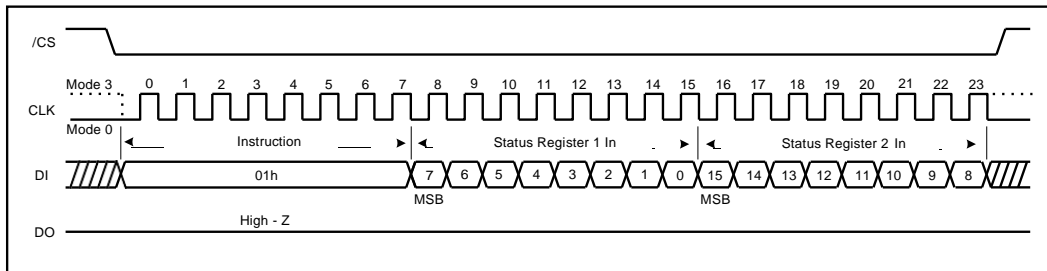 /CS
Mode 3 0 1 2 3 4 5 6 7 8 9 10 11 12 13 14 15 16 17 18 19 20 21 22 23
CLK
Mode 0
Instruction Status Register 1 In Status Register 2 In
DI 01h 7 6 5 4 3 2 1 0 15 14 13 12 11 10 9 8
MSB MSB
High - Z
DO